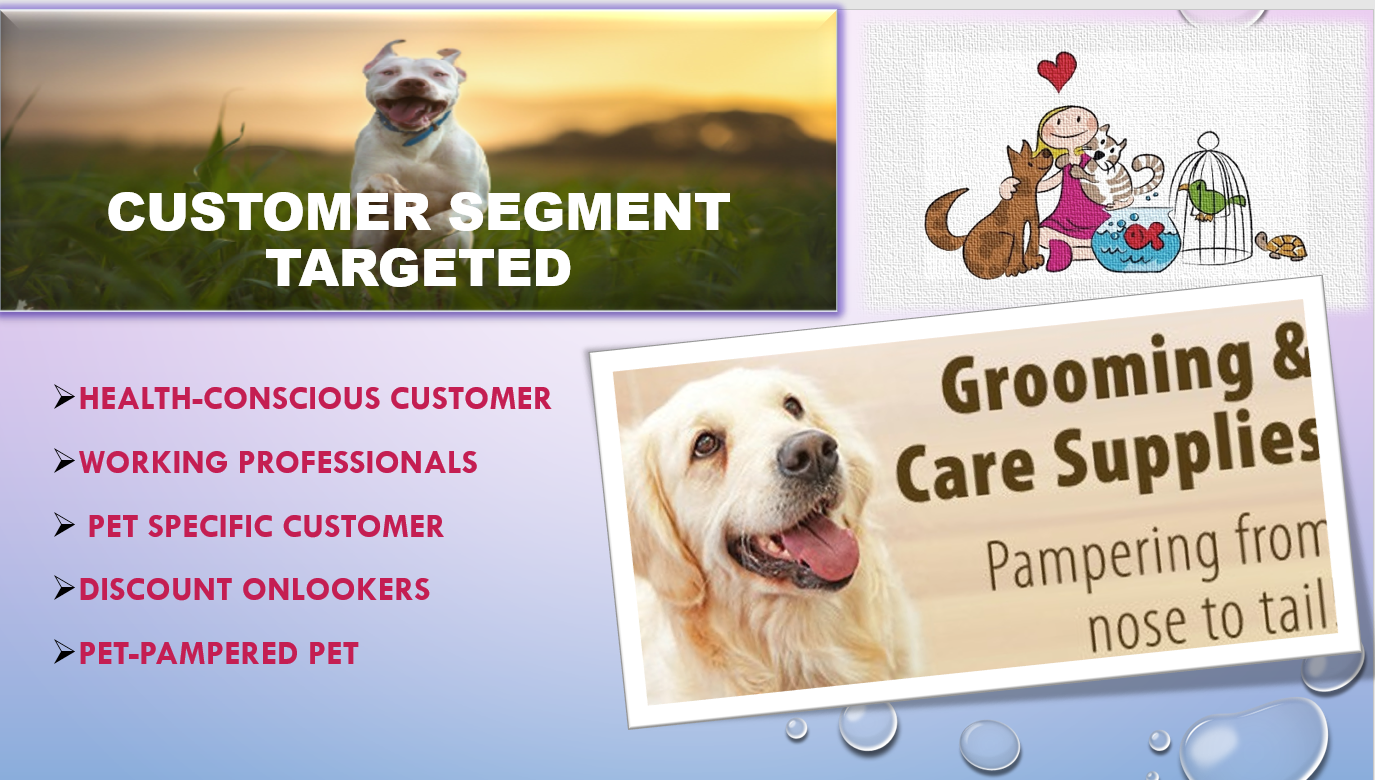 CUSTOMER SEGMENT
TARGETED
HEALTH-CONSCIOUS CUSTOMER
WORKING PROFESSIONALS
PET SPECIFIC CUSTOMER
DISCOUNT ONLOOKERS
PET-PAMPERED PET
Grooming &
Care Supplies
Pampering from
nose to tail.